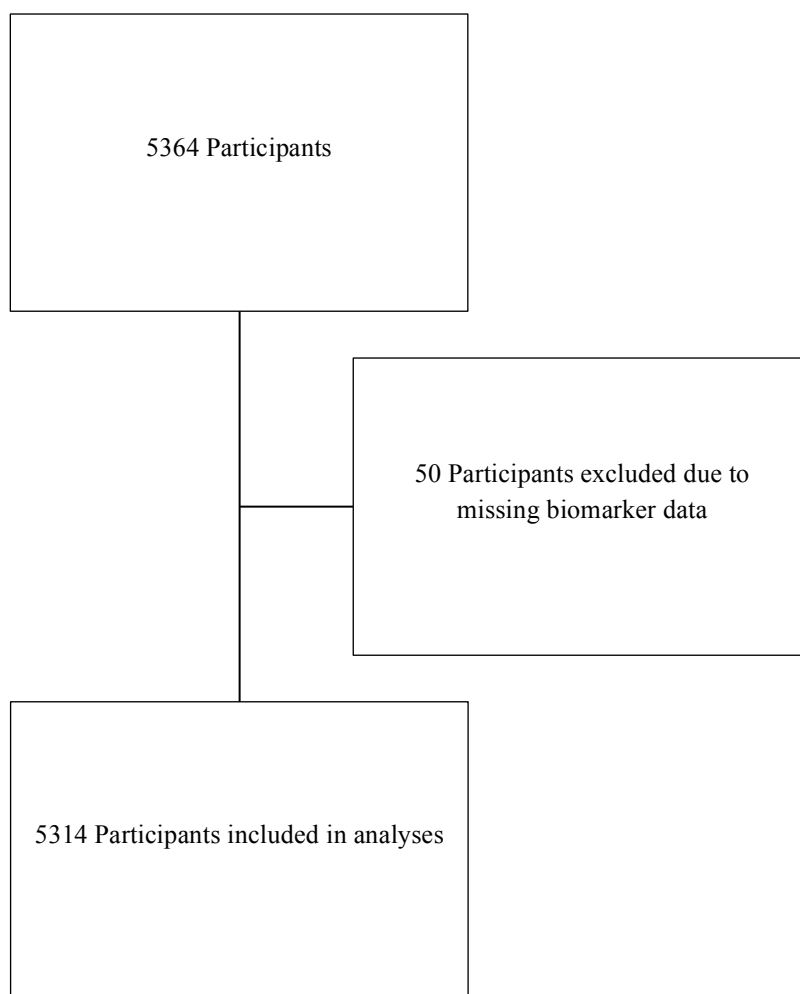 5364 Participants
50 Participants excluded due to
missing biomarker data
5314 Participants included in analyses